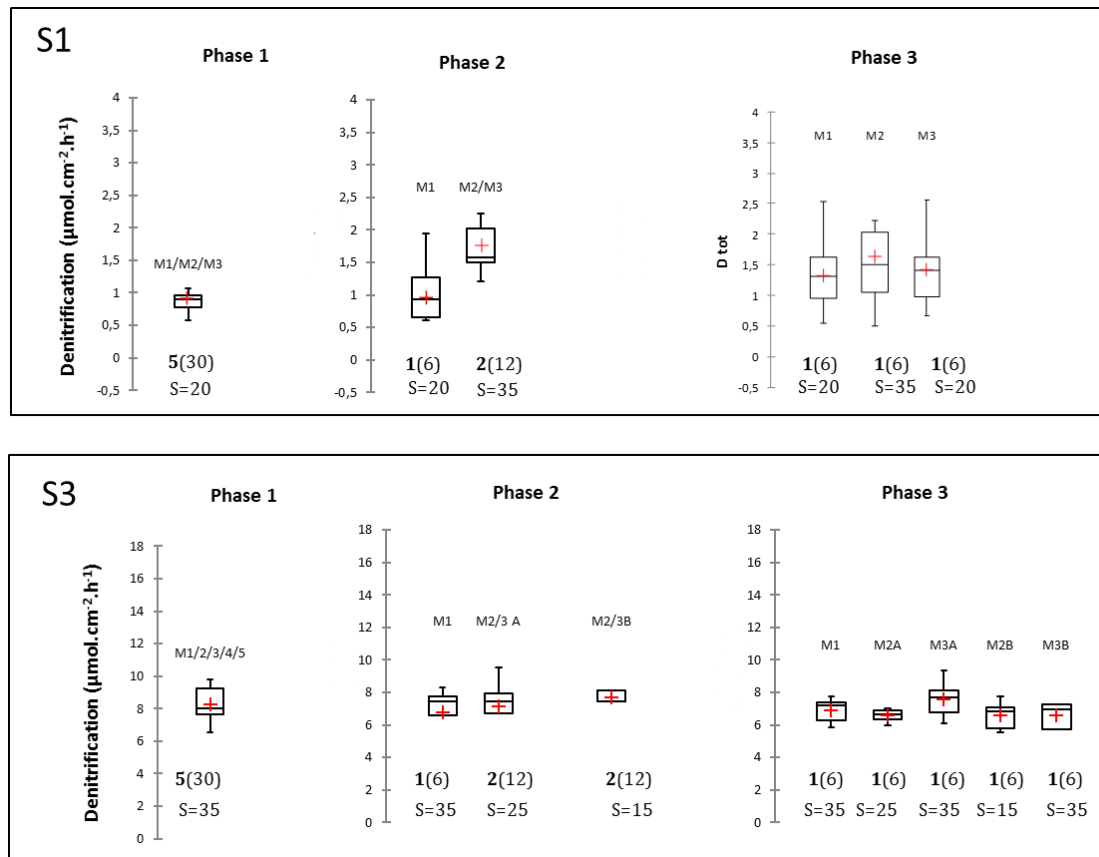 S1
Phase 1
Phase 2
Phase 3
Denitrification (µmol.cm-2.h-1)
4
3,5
3
2,5
2
1,5
1
0,5
0
-0,5
M1/M2/M3
5(30)
S=20
4
3,5
3
2,5
2
1,5
1
0,5
0
-0,5
M1 M2/M3
1(6) 2(12)
S=20 S=35
D tot
4
3,5
3
2,5
2
1,5
1
0,5
0
-0,5
M1 M2 M3
1(6) 1(6) 1(6)
S=20 S=35 S=20
S3
Phase 1
Phase 2
Phase 3
Denitrification (µmol.cm-2.h-1)
18
16
14
12
10
8
6
4
2
0
M1/2/3/4/5
5(30)
S=35
18
16
14
12
10
8
6
4
2
0
M1 M2/3 A M2/3B
1(6) 2(12) 2(12)
S=35 S=25 S=15
18
16
14
12
10
8
6
4
2
0
M1 M2A M3A M2B M3B
1(6) 1(6) 1(6) 1(6) 1(6)
S=35 S=25 S=35 S=15 S=35